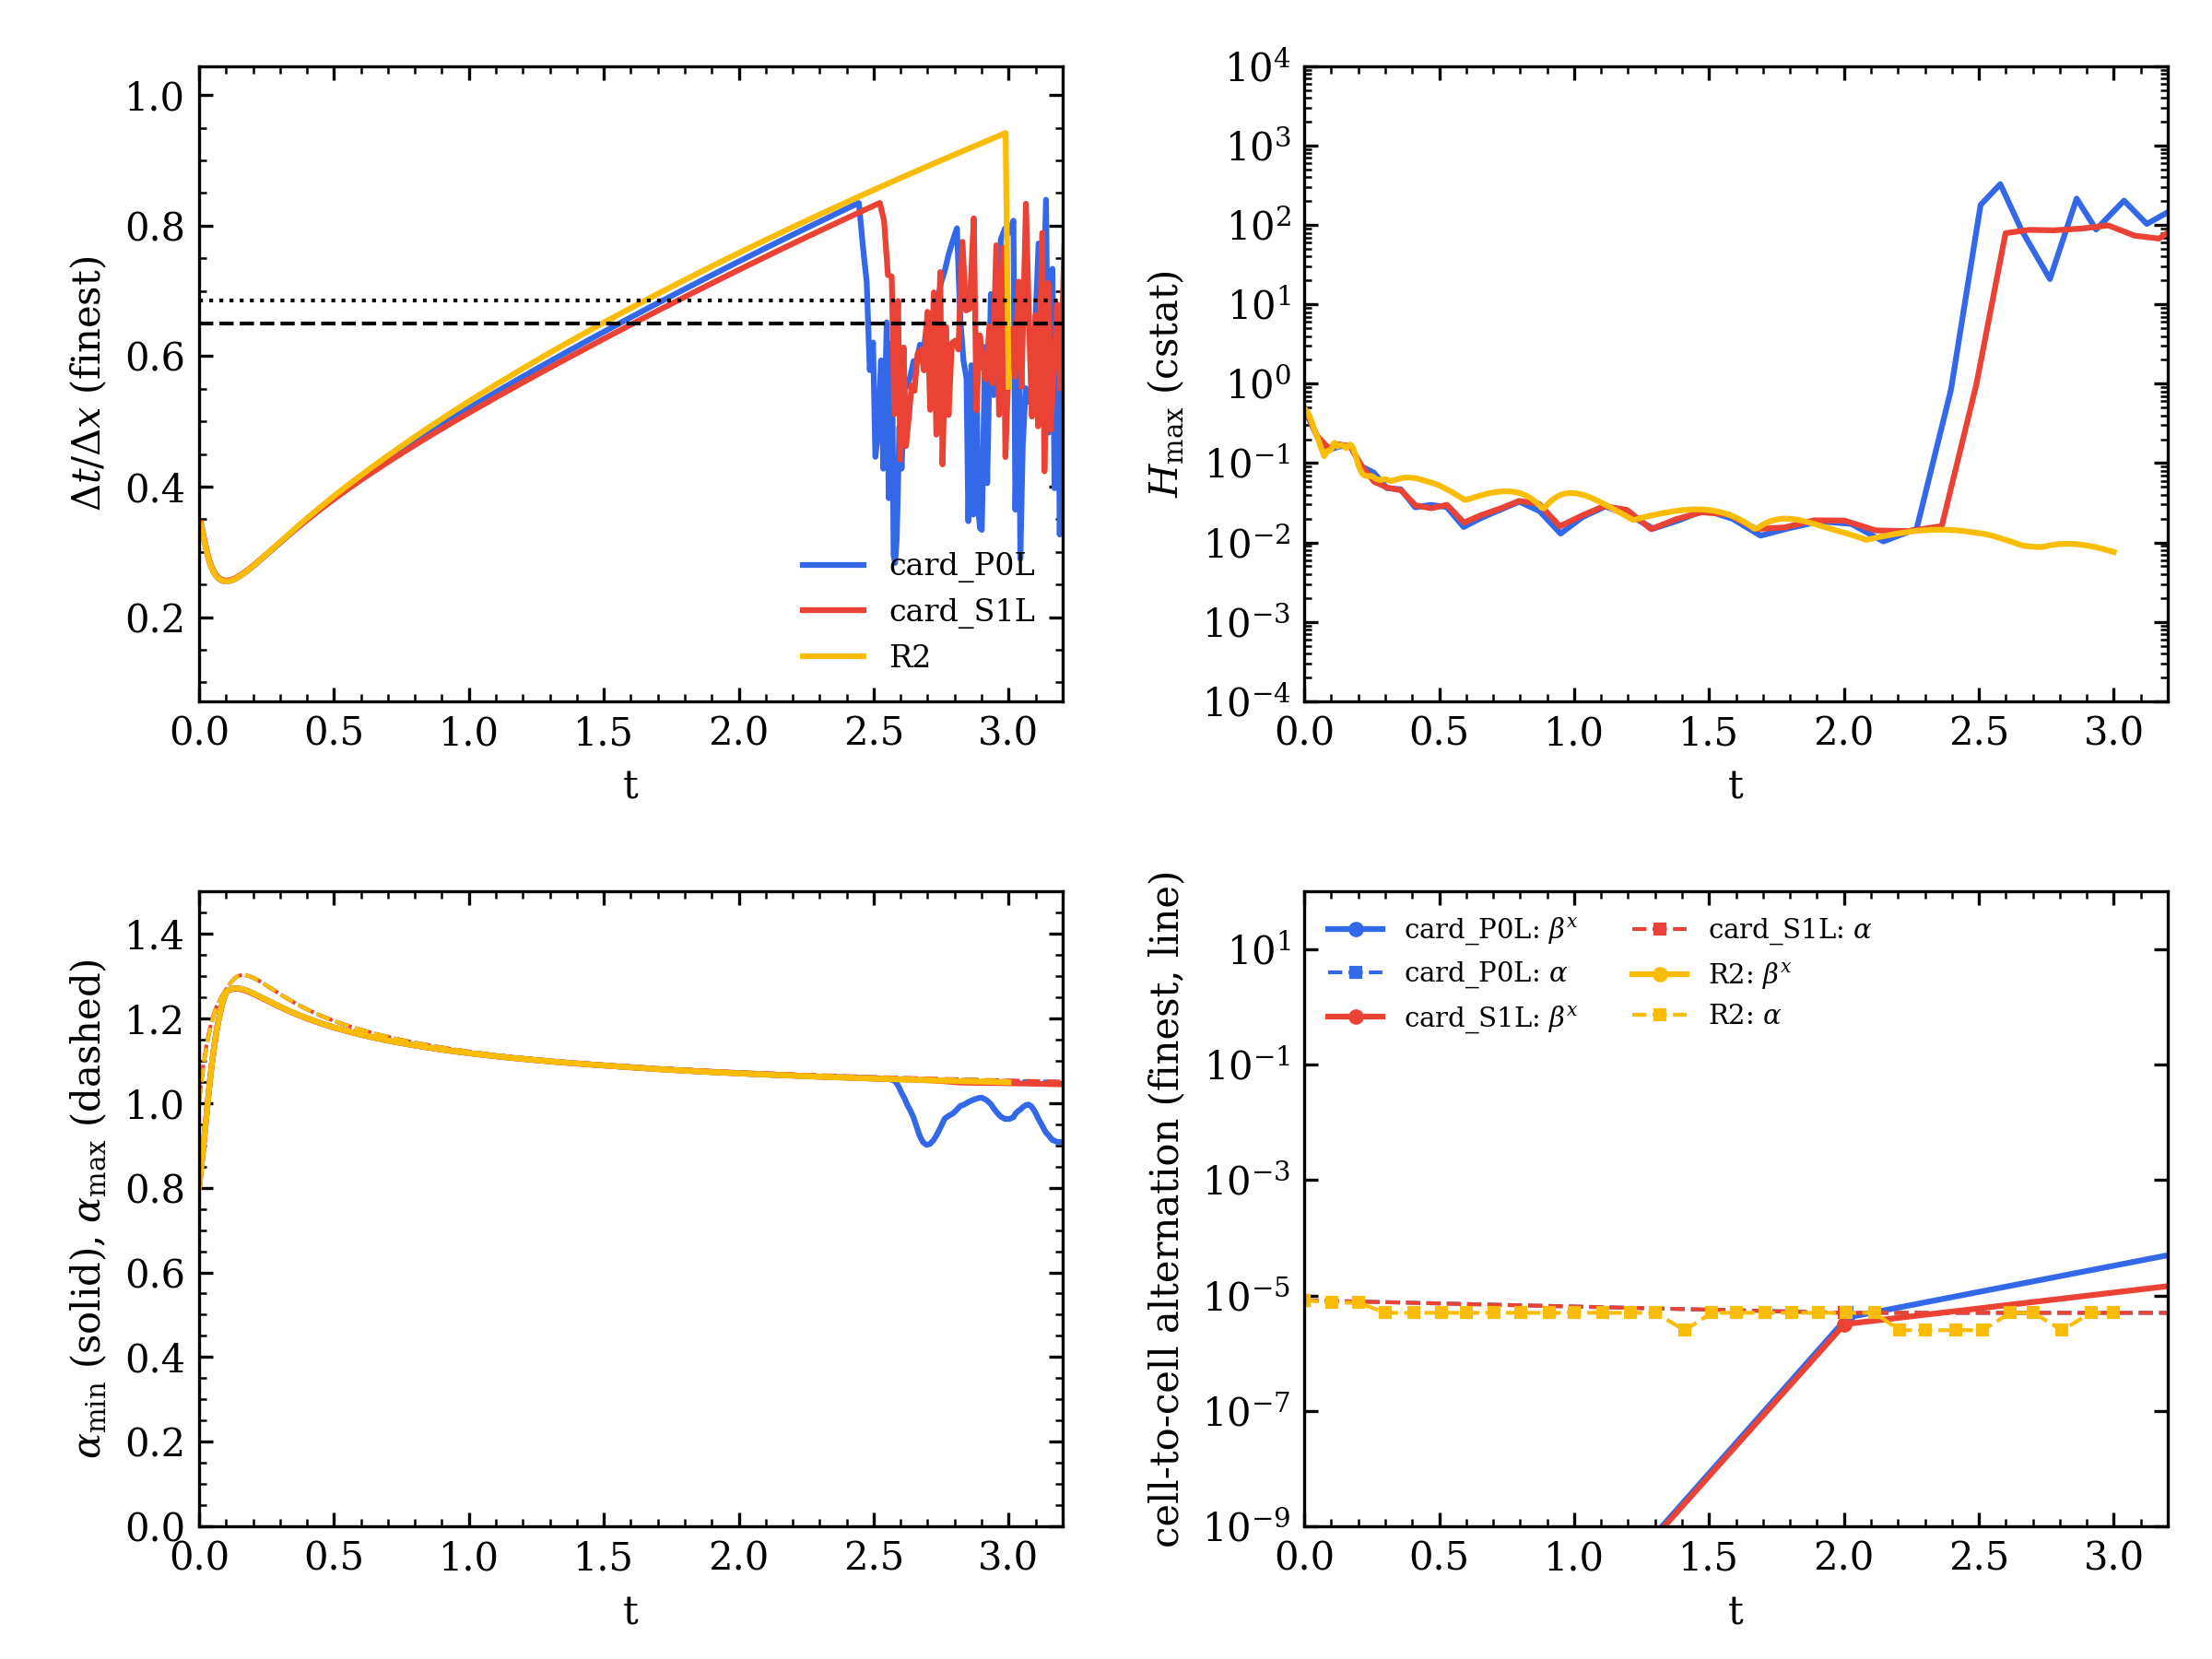 1.0
0.8
0.6
0.4
0.2
Δt/Δx (finest)
card_P0L
card_S1L
R2
0.0 0.5 1.0 1.5 2.0 2.5 3.0
t
10^4
10^3
10^2
10^1
10^0
10^−1
10^−2
10^−3
10^−4
H_max (cstat)
0.0 0.5 1.0 1.5 2.0 2.5 3.0
t
1.4
1.2
1.0
0.8
0.6
0.4
0.2
0.0
α_min (solid), α_max (dashed)
0.0 0.5 1.0 1.5 2.0 2.5 3.0
t
10^1
10^−1
10^−3
10^−5
10^−7
10^−9
cell-to-cell alternation (finest, line)
card_P0L: β^x
card_P0L: α
card_S1L: β^x
card_S1L: α
R2: β^x
R2: α
0.0 0.5 1.0 1.5 2.0 2.5 3.0
t